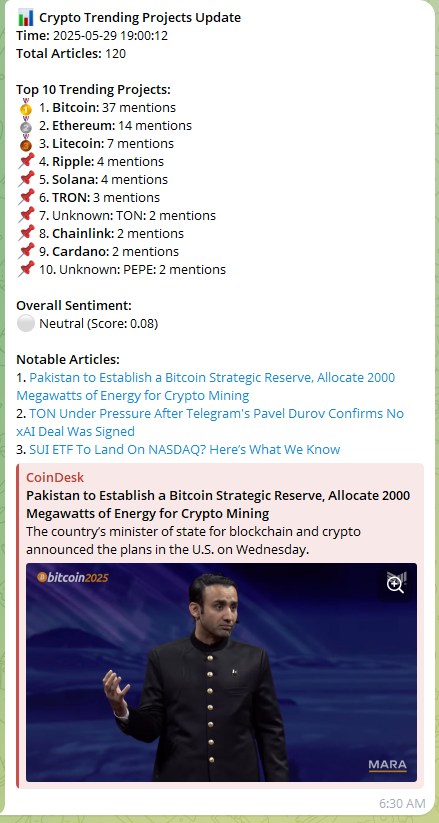 📊 Crypto Trending Projects Update
Time: 2025-05-29 19:00:12
Total Articles: 120
Top 10 Trending Projects:
🥇 1. Bitcoin: 37 mentions
🥈 2. Ethereum: 14 mentions
🥉 3. Litecoin: 7 mentions
📌 4. Ripple: 4 mentions
📌 5. Solana: 4 mentions
📌 6. TRON: 3 mentions
📌 7. Unknown: TON: 2 mentions
📌 8. Chainlink: 2 mentions
📌 9. Cardano: 2 mentions
📌 10. Unknown: PEPE: 2 mentions
Overall Sentiment:
⚪ Neutral (Score: 0.08)
Notable Articles:
1. Pakistan to Establish a Bitcoin Strategic Reserve, Allocate 2000
Megawatts of Energy for Crypto Mining
2. TON Under Pressure After Telegram's Pavel Durov Confirms No
xAI Deal Was Signed
3. SUI ETF To Land On NASDAQ? Here's What We Know
CoinDesk
Pakistan to Establish a Bitcoin Strategic Reserve, Allocate 2000
Megawatts of Energy for Crypto Mining
The country's minister of state for blockchain and crypto
announced the plans in the U.S. on Wednesday.
bitcoin2025
MARA
6:30 AM